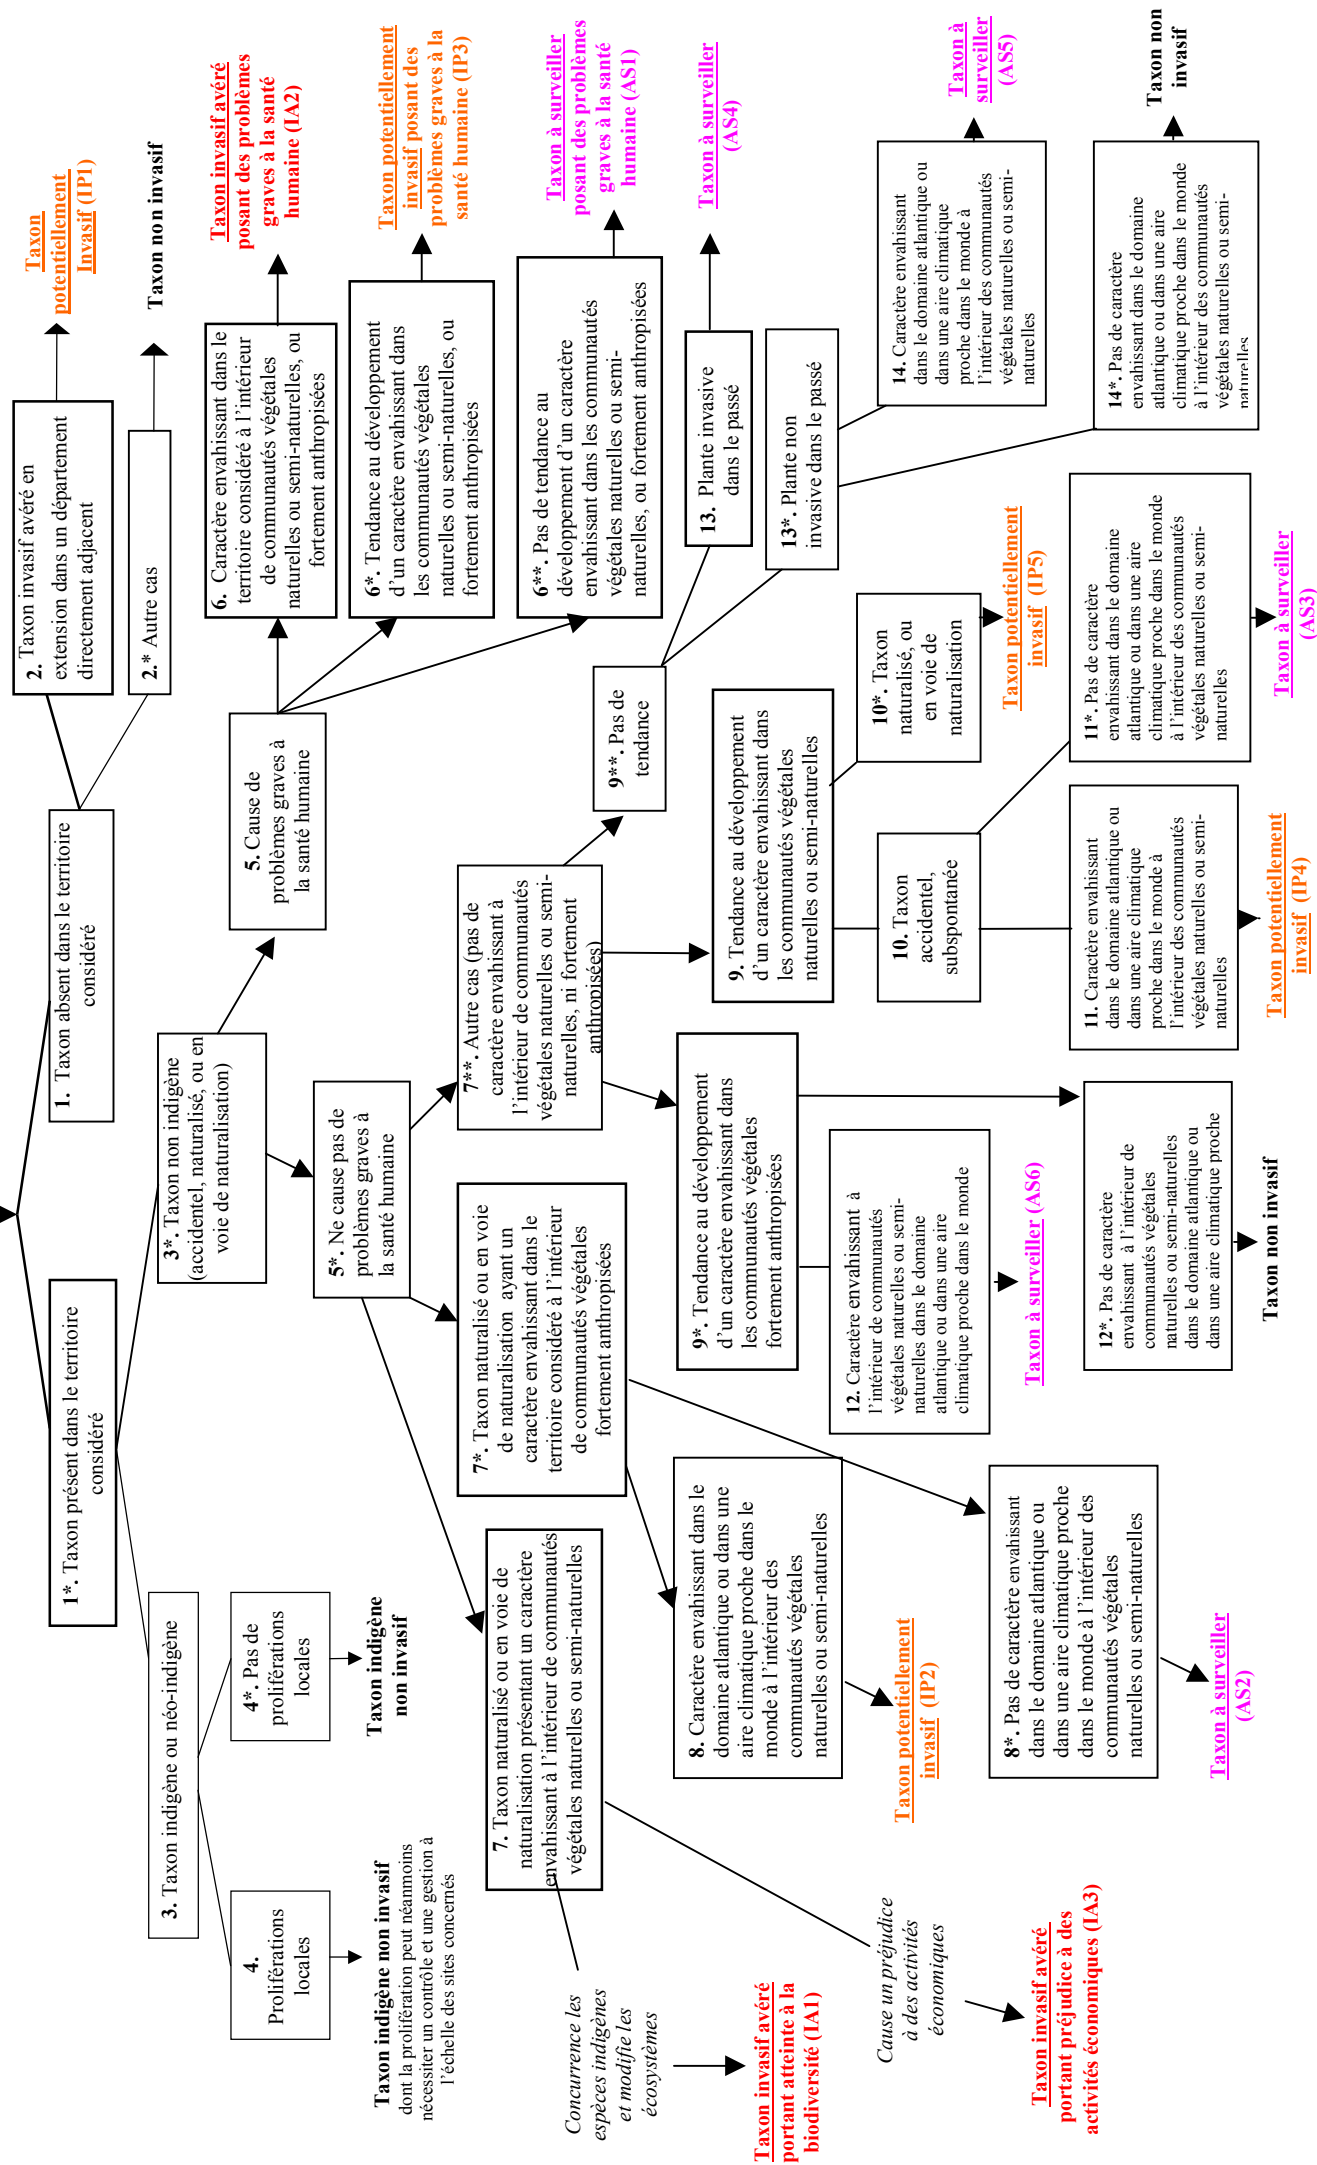 1*. Taxon présent dans le territoire
considéré
1. Taxon absent dans le territoire
considéré
2. Taxon invasif avéré en
extension dans un département
directement adjacent
Taxon
potentiellement
Invasif (IP1)
2.* Autre cas
Taxon non invasif
3. Taxon indigène ou néo-indigène
3*. Taxon non indigène
(accidentel, naturalisé, ou en
voie de naturalisation)
4.
Proliférations
locales
4*. Pas de
proliférations
locales
Taxon indigène non invasif
dont la prolifération peut néanmoins
nécessiter un contrôle et une gestion à
l'échelle des sites concernés
Taxon indigène
non invasif
5. Cause de
problèmes graves à
la santé humaine
5*. Ne cause pas de
problèmes graves à
la santé humaine
6. Caractère envahissant dans le
territoire considéré à l'intérieur
de communautés végétales
naturelles ou semi-naturelles, ou
fortement anthropisées
Taxon invasif avéré
posant des problèmes
graves à la santé
humaine (IA2)
6*. Tendance au développement
d'un caractère envahissant dans
les communautés végétales
naturelles ou semi-naturelles, ou
fortement anthropisées
Taxon potentiellement
invasif posant des
problèmes graves à la
santé humaine (IP3)
6**. Pas de tendance au
développement d'un caractère
envahissant dans les communautés
végétales naturelles ou semi-
naturelles, ou fortement anthropisées
Taxon à surveiller
posant des problèmes
graves à la santé
humaine (AS1)
7. Taxon naturalisé ou en voie de
naturalisation présentant un caractère
envahissant à l'intérieur de communautés
végétales naturelles ou semi-naturelles
7*. Taxon naturalisé ou en voie
de naturalisation ayant un
caractère envahissant dans le
territoire considéré à l'intérieur
de communautés végétales
fortement anthropisées
7**. Autre cas (pas de
caractère envahissant à
l'intérieur de communautés
végétales naturelles ou semi-
naturelles, ni fortement
anthropisées)
Concurrence les
espèces indigènes
et modifie les
écosystèmes
Taxon invasif avéré
portant atteinte à la
biodiversité (IA1)
Cause un préjudice
à des activités
économiques
Taxon invasif avéré
portant préjudice à des
activités économiques (IA3)
8. Caractère envahissant dans le
domaine atlantique ou dans une
aire climatique proche dans le
monde à l'intérieur des
communautés végétales
naturelles ou semi-naturelles
Taxon potentiellement
invasif (IP2)
8*. Pas de caractère envahissant
dans le domaine atlantique ou
dans une aire climatique proche
dans le monde à l'intérieur des
communautés végétales
naturelles ou semi-naturelles
Taxon à surveiller
(AS2)
9*. Tendance au développement
d'un caractère envahissant dans
les communautés végétales
fortement anthropisées
9. Tendance au développement
d'un caractère envahissant dans
les communautés végétales
naturelles ou semi-naturelles
9**. Pas de
tendance
12. Caractère envahissant à
l'intérieur de communautés
végétales naturelles ou semi-
naturelles dans le domaine
atlantique ou dans une aire
climatique proche dans le monde
Taxon à surveiller (AS6)
12*. Pas de caractère
envahissant à l'intérieur de
communautés végétales
naturelles ou semi-naturelles
dans le domaine atlantique ou
dans une aire climatique proche
Taxon non invasif
10. Taxon
accidentel,
subspontanée
10*. Taxon
naturalisé, ou
en voie de
naturalisation
Taxon potentiellement
invasif (IP5)
11. Caractère envahissant
dans le domaine atlantique ou
dans une aire climatique
proche dans le monde à
l'intérieur des communautés
végétales naturelles ou semi-
naturelles
Taxon potentiellement
invasif (IP4)
11*. Pas de caractère
envahissant dans le domaine
atlantique ou dans une aire
climatique proche dans le monde
à l'intérieur des communautés
végétales naturelles ou semi-
naturelles
Taxon à surveiller
(AS3)
13. Plante invasive
dans le passé
Taxon à surveiller
(AS4)
13*. Plante non
invasive dans le passé
14. Caractère envahissant
dans le domaine atlantique ou
dans une aire climatique
proche dans le monde à
l'intérieur des communautés
végétales naturelles ou semi-
naturelles
Taxon à
surveiller
(AS5)
14*. Pas de caractère
envahissant dans le domaine
atlantique ou dans une aire
climatique proche dans le monde
à l'intérieur des communautés
végétales naturelles ou semi-
naturelles
Taxon non
invasif